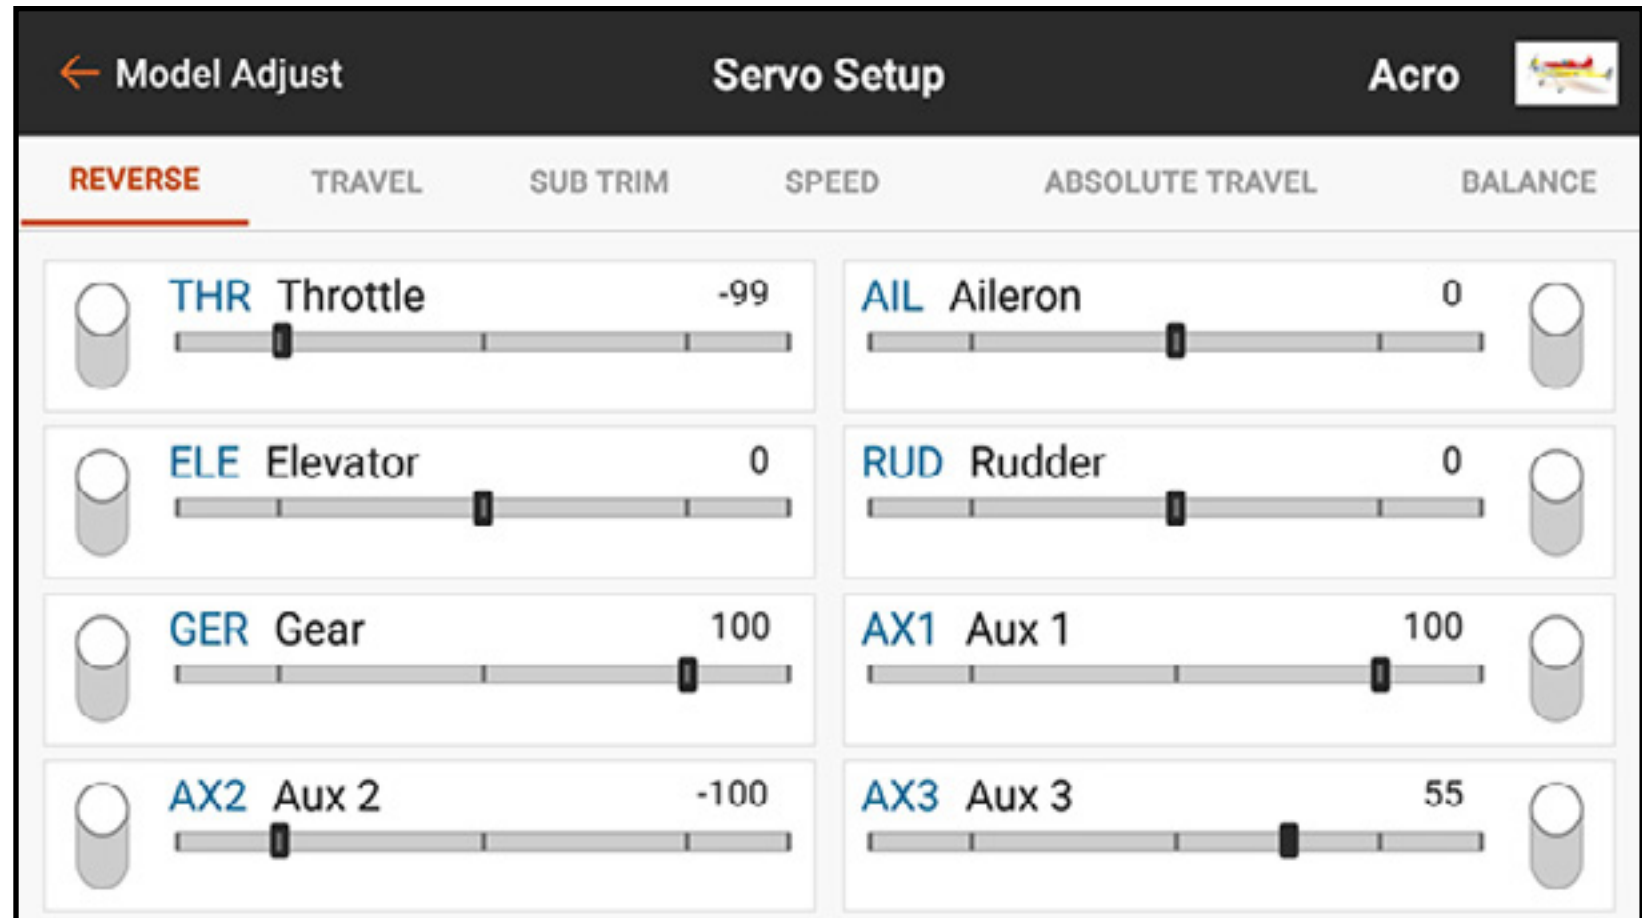 ← Model Adjust Servo Setup Acro
REVERSE TRAVEL SUB TRIM SPEED ABSOLUTE TRAVEL BALANCE
THR Throttle -99 AIL Aileron 0
ELE Elevator 0 RUD Rudder 0
GER Gear 100 AX1 Aux 1 100
AX2 Aux 2 -100 AX3 Aux 3 55